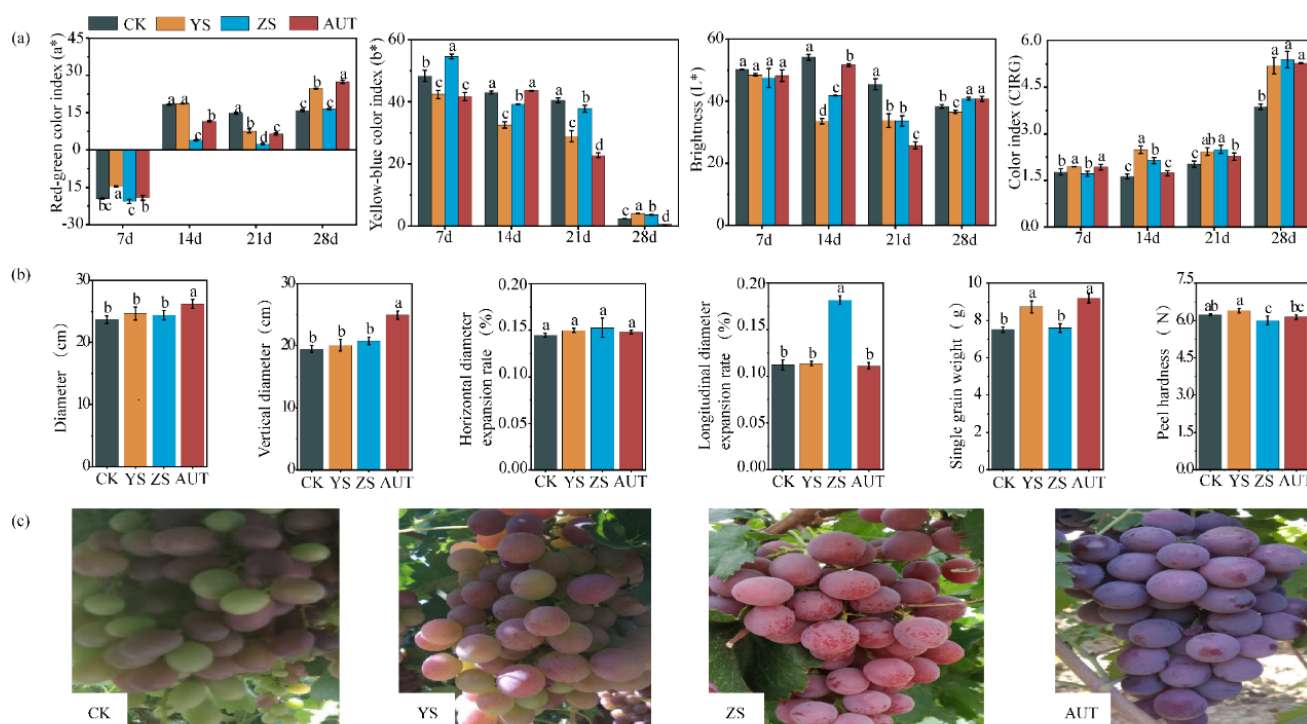 (a)
CK YS ZS AUT
Red-green color index (a*)
45
30
15
0
15
-30
bc a c b
a a c b
a b d c
c b c a
7d 14d 21d 28d
Yellow-blue color index (b*)
60
40
20
0
b c a c
a c b a
a c b d
c a b d
7d 14d 21d 28d
Brightness (L*)
60
40
20
0
a a a a
a d c b
a b b c
b c a a
7d 14d 21d 28d
Color index (CIRG)
6.0
4.5
3.0
1.5
0.0
b a b a
c a b c
c ab a b
c b a b
7d 14d 21d 28d
(b)
Diameter (cm)
30
20
10
0
b b b a
CK YS ZS AUT
Vertical diameter (cm)
30
20
10
0
b b b a
CK YS ZS AUT
Horizontal diameter
expansion rate (%)
0.20
0.15
0.10
0.05
0.00
a a a a
CK YS ZS AUT
Longitudinal diameter
expansion rate (%)
0.20
0.15
0.10
0.05
0.00
b b a b
CK YS ZS AUT
Single grain weight (g)
10
8
6
4
2
0
b a b a
CK YS ZS AUT
Peel hardness (N)
7.5
6.0
4.5
3.0
1.5
0.0
ab a c bc
CK YS ZS AUT
(c)
CK
YS
ZS
AUT